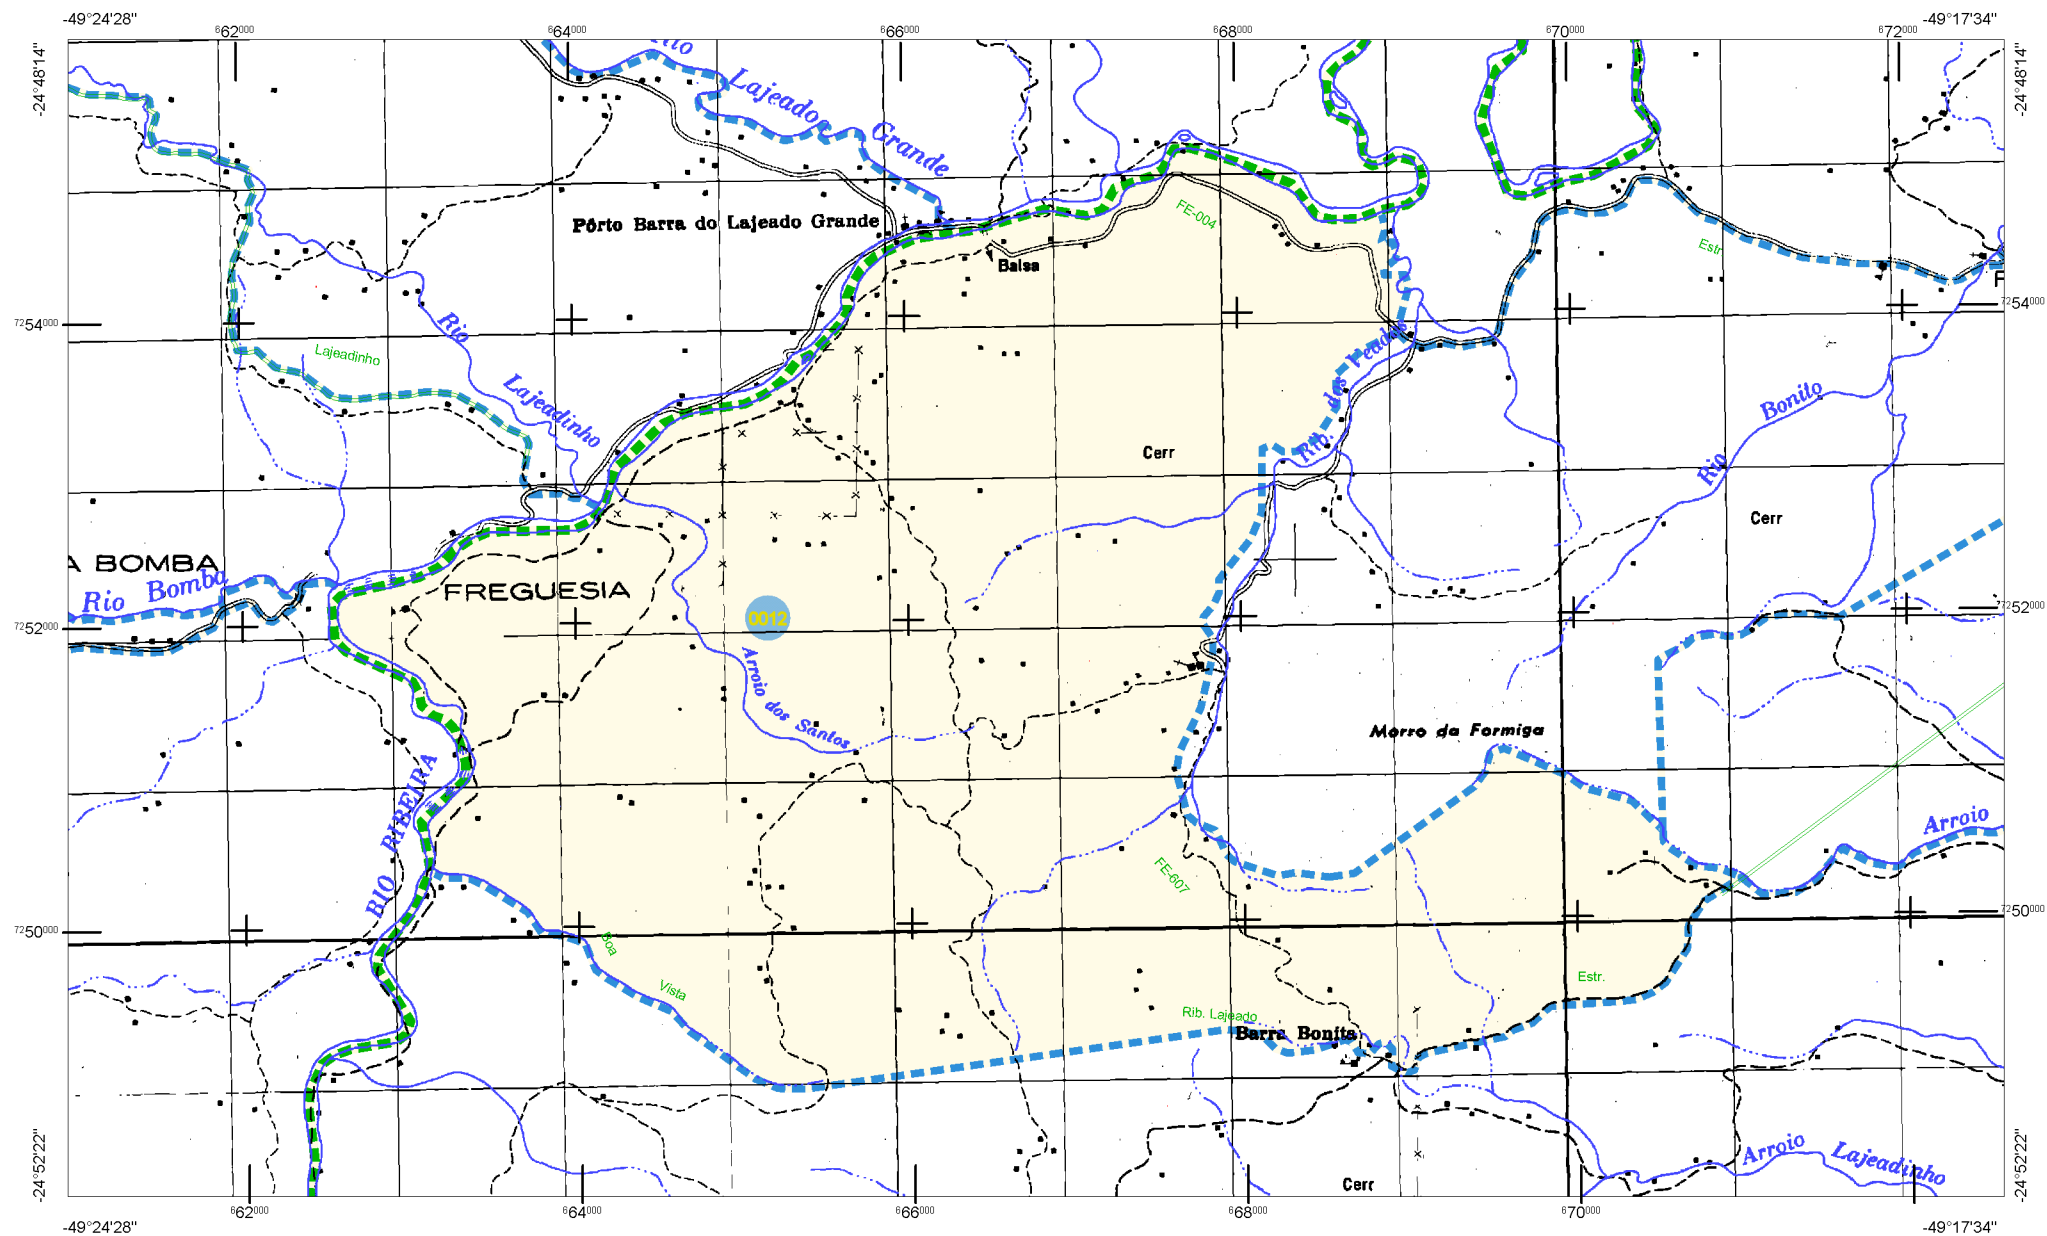 -49°24'28"
-49°17'34"
662000
664000
666000
668000
670000
672000
-24°48'14"
-24°48'14"
Rio
Lajeado
Grande
Pôrto Barra do Lajeado Grande
FE-004
Estr
Balsa
7254000
7254000
Rio
Lajeadinho
Lajeadinho
Rib.
dos Veados
Bonito
Rio
Cerr
Cerr
A BOMBA
Rio Bomba
FREGUESIA
0012
7252000
7252000
Arroio dos Santos
Morro da Formiga
RIO RIBEIRA
Arroio
FE-607
7250000
7250000
Boa
Vista
Estr.
Rib. Lajeado
Barra Bonita
Arroio Lajeadinho
Cerr
-24°52'22"
-24°52'22"
662000
664000
666000
668000
670000
-49°24'28"
-49°17'34"